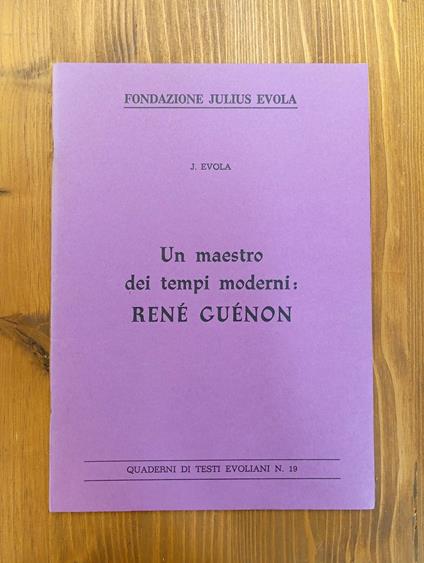 FONDAZIONE JULIUS EVOLA
J. EVOLA
Un maestro
dei tempi moderni:
RENÉ GUÉNON
QUADERNI DI TESTI EVOLIANI N. 19